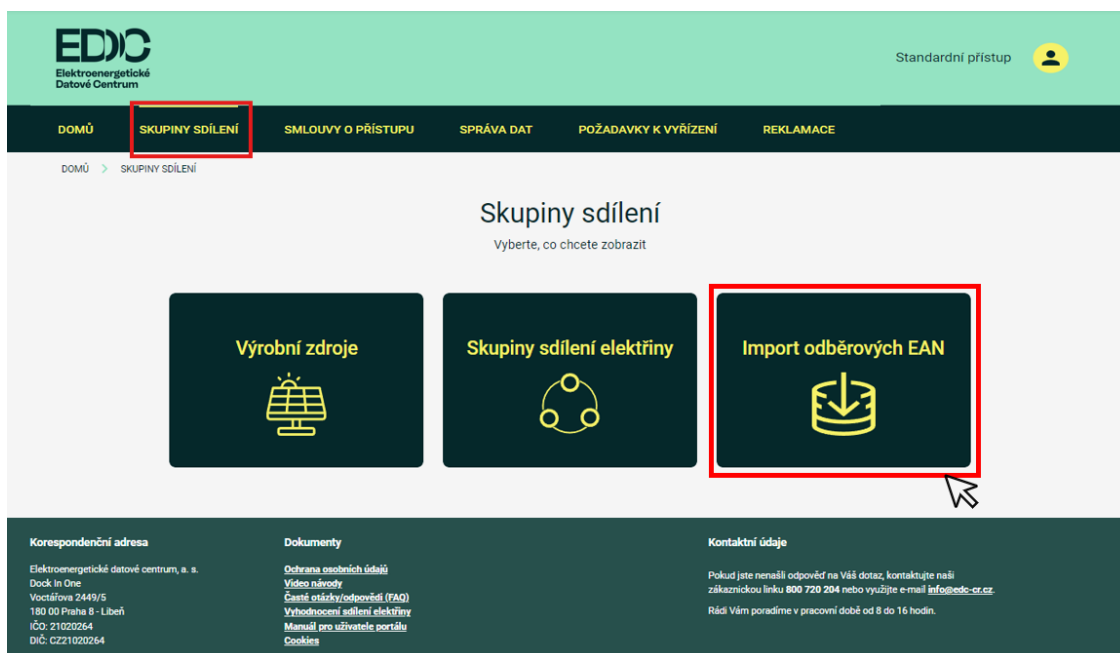 EDC
Elektroenergetické
Datové Centrum
Standardní přístup
DOMŮ SKUPINY SDÍLENÍ SMLOUVY O PŘÍSTUPU SPRÁVA DAT POŽADAVKY K VYŘÍZENÍ REKLAMACE
DOMŮ > SKUPINY SDÍLENÍ
Skupiny sdílení
Vyberte, co chcete zobrazit
Výrobní zdroje
Skupiny sdílení elektřiny
Import odběrových EAN
Korespondenční adresa
Elektroenergetické datové centrum, a. s.
Dock In One
Voctářova 2449/5
180 00 Praha 8 - Libeň
IČO: 21020264
DIČ: CZ21020264
Dokumenty
Ochrana osobních údajů
Video návody
Časté otázky/odpovědi (FAQ)
Vyhodnocení sdílení elektřiny
Manuál pro uživatele portálu
Cookies
Kontaktní údaje
Pokud jste nenašli odpověď na Váš dotaz, kontaktujte naši
zákaznickou linku 800 720 204 nebo využijte e-mail info@edc-cr.cz.
Rádi Vám poradíme v pracovní době od 8 do 16 hodin.